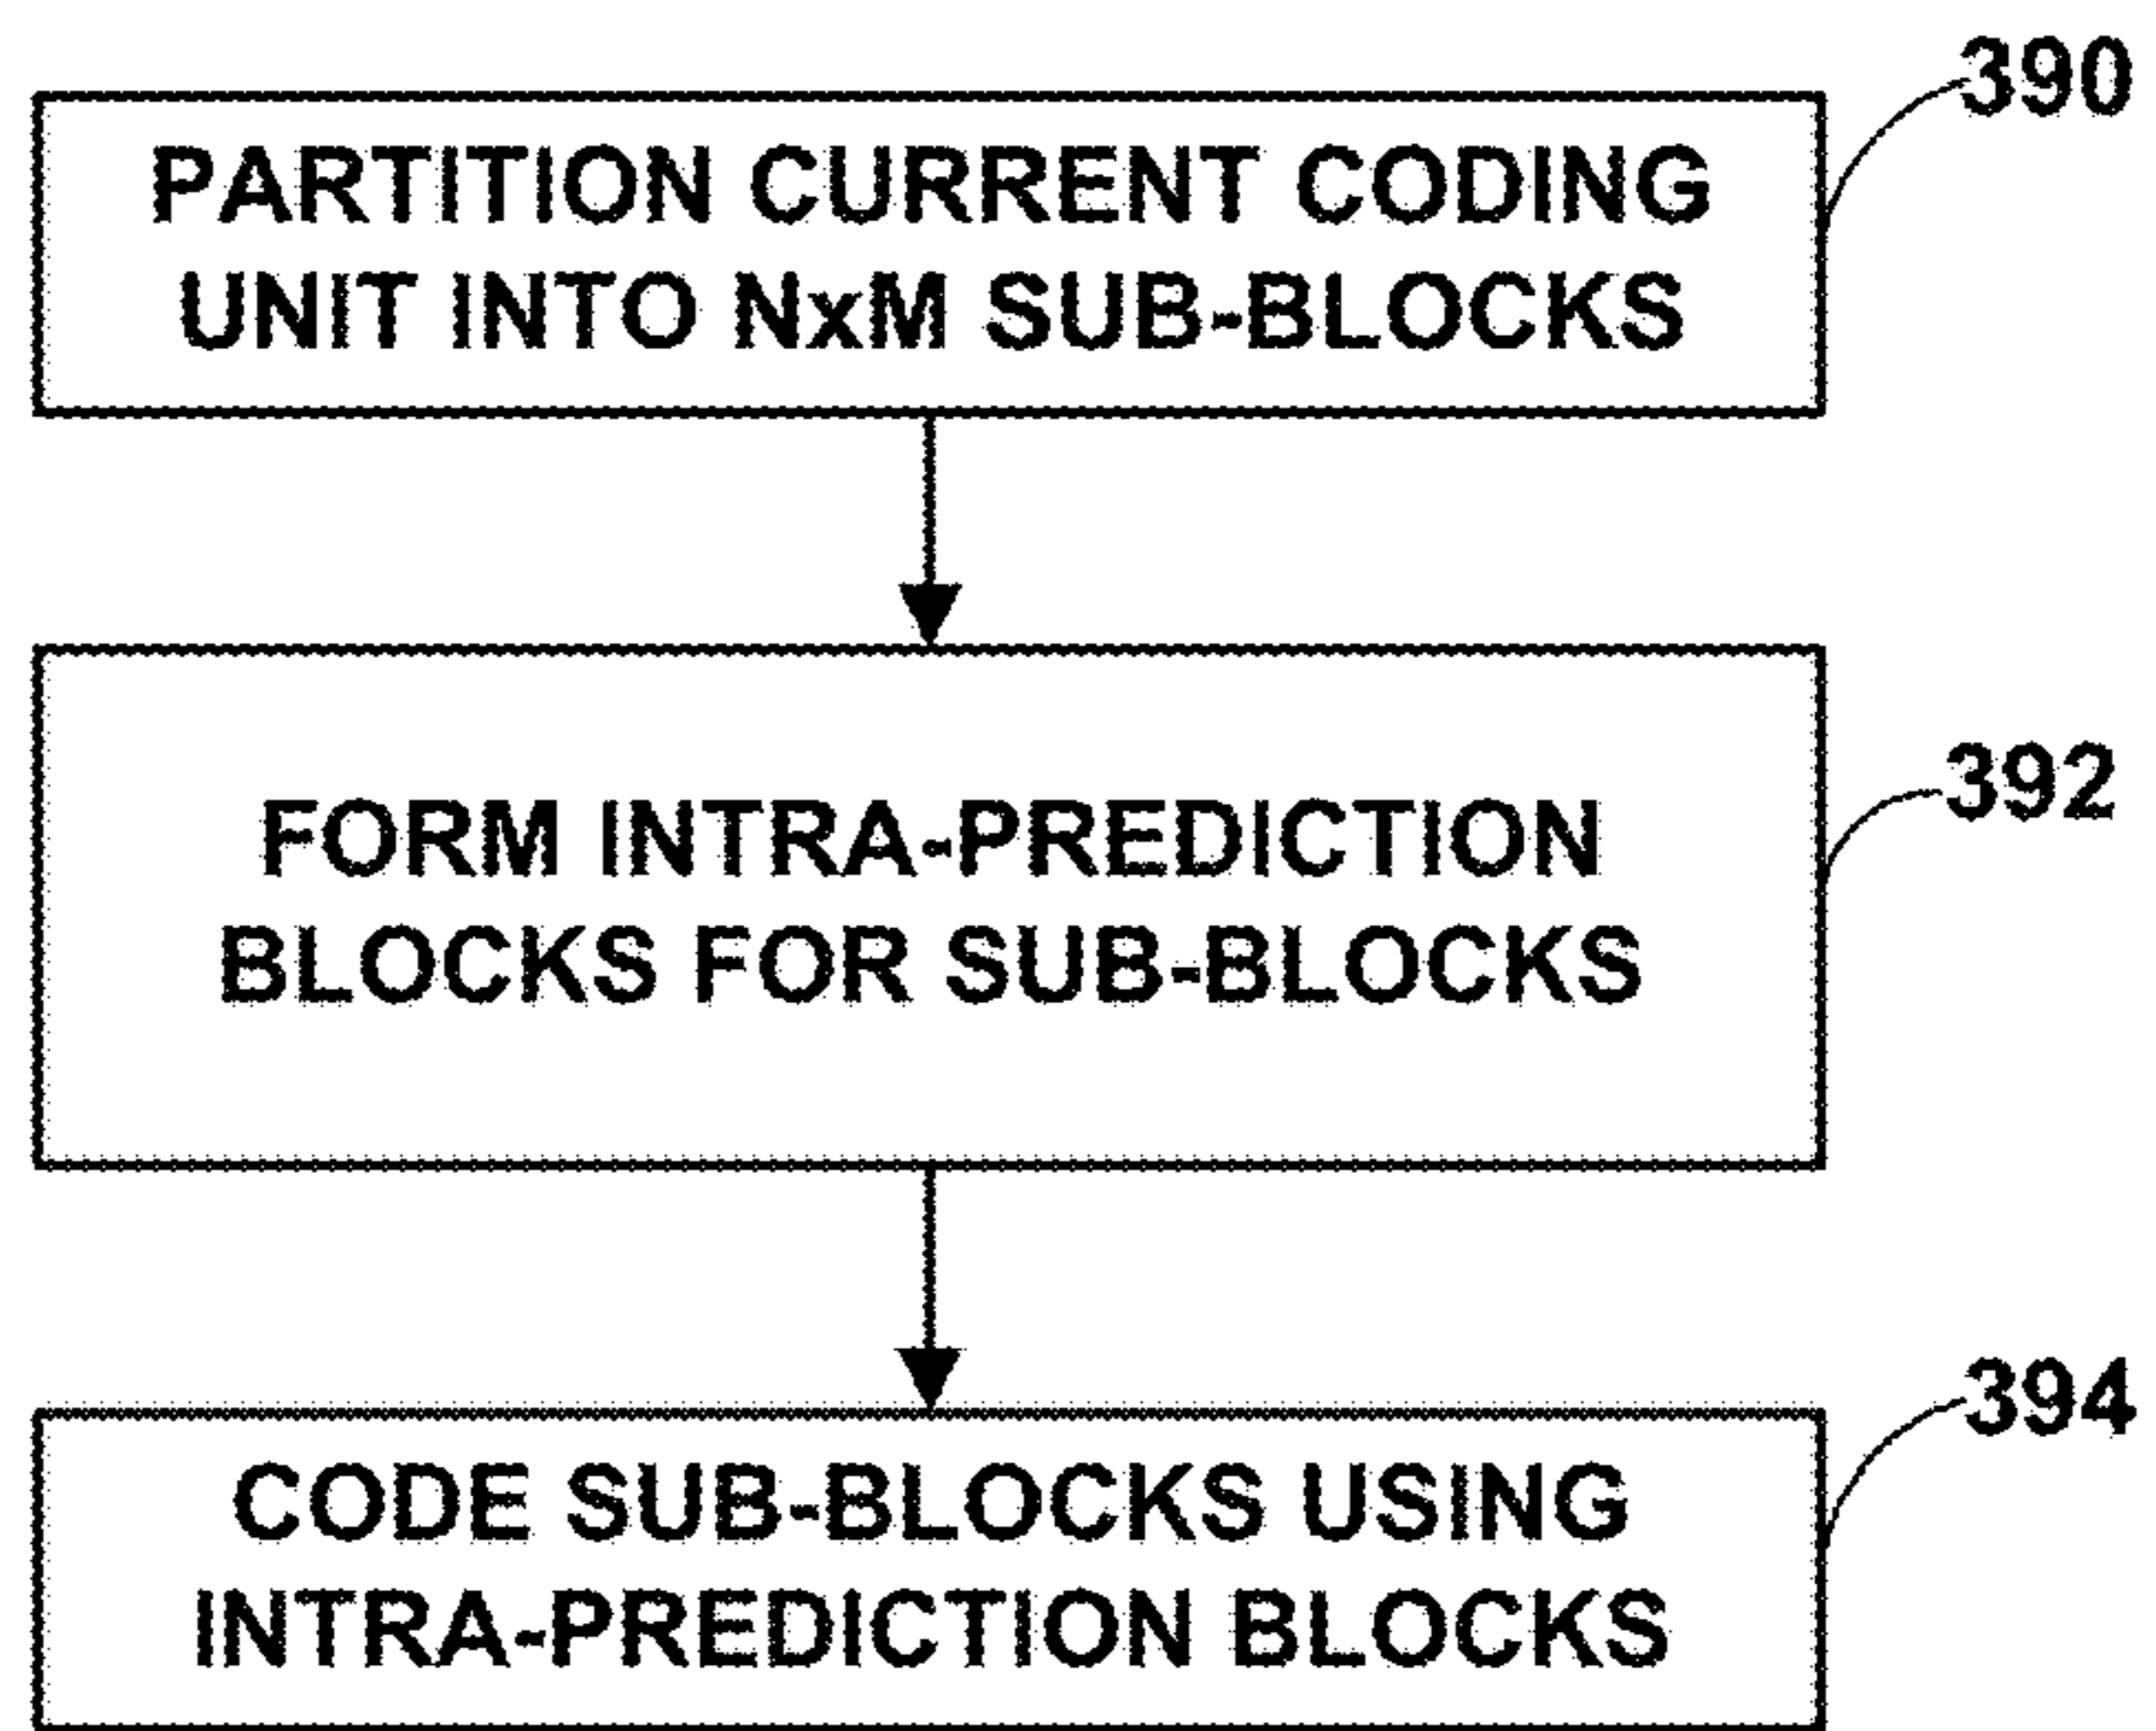 390
PARTITION CURRENT CODING
UNIT INTO NxM SUB-BLOCKS
392
FORM INTRA-PREDICTION
BLOCKS FOR SUB-BLOCKS
394
CODE SUB-BLOCKS USING
INTRA-PREDICTION BLOCKS